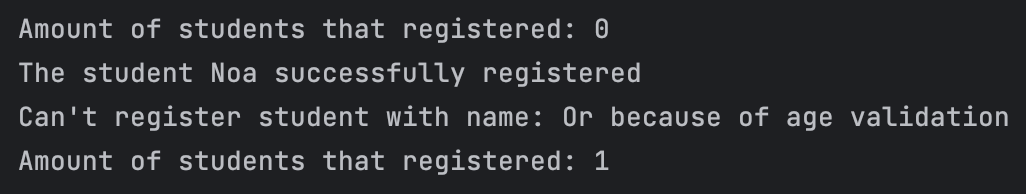 Amount of students that registered: 0
The student Noa successfully registered
Can't register student with name: Or because of age validation
Amount of students that registered: 1